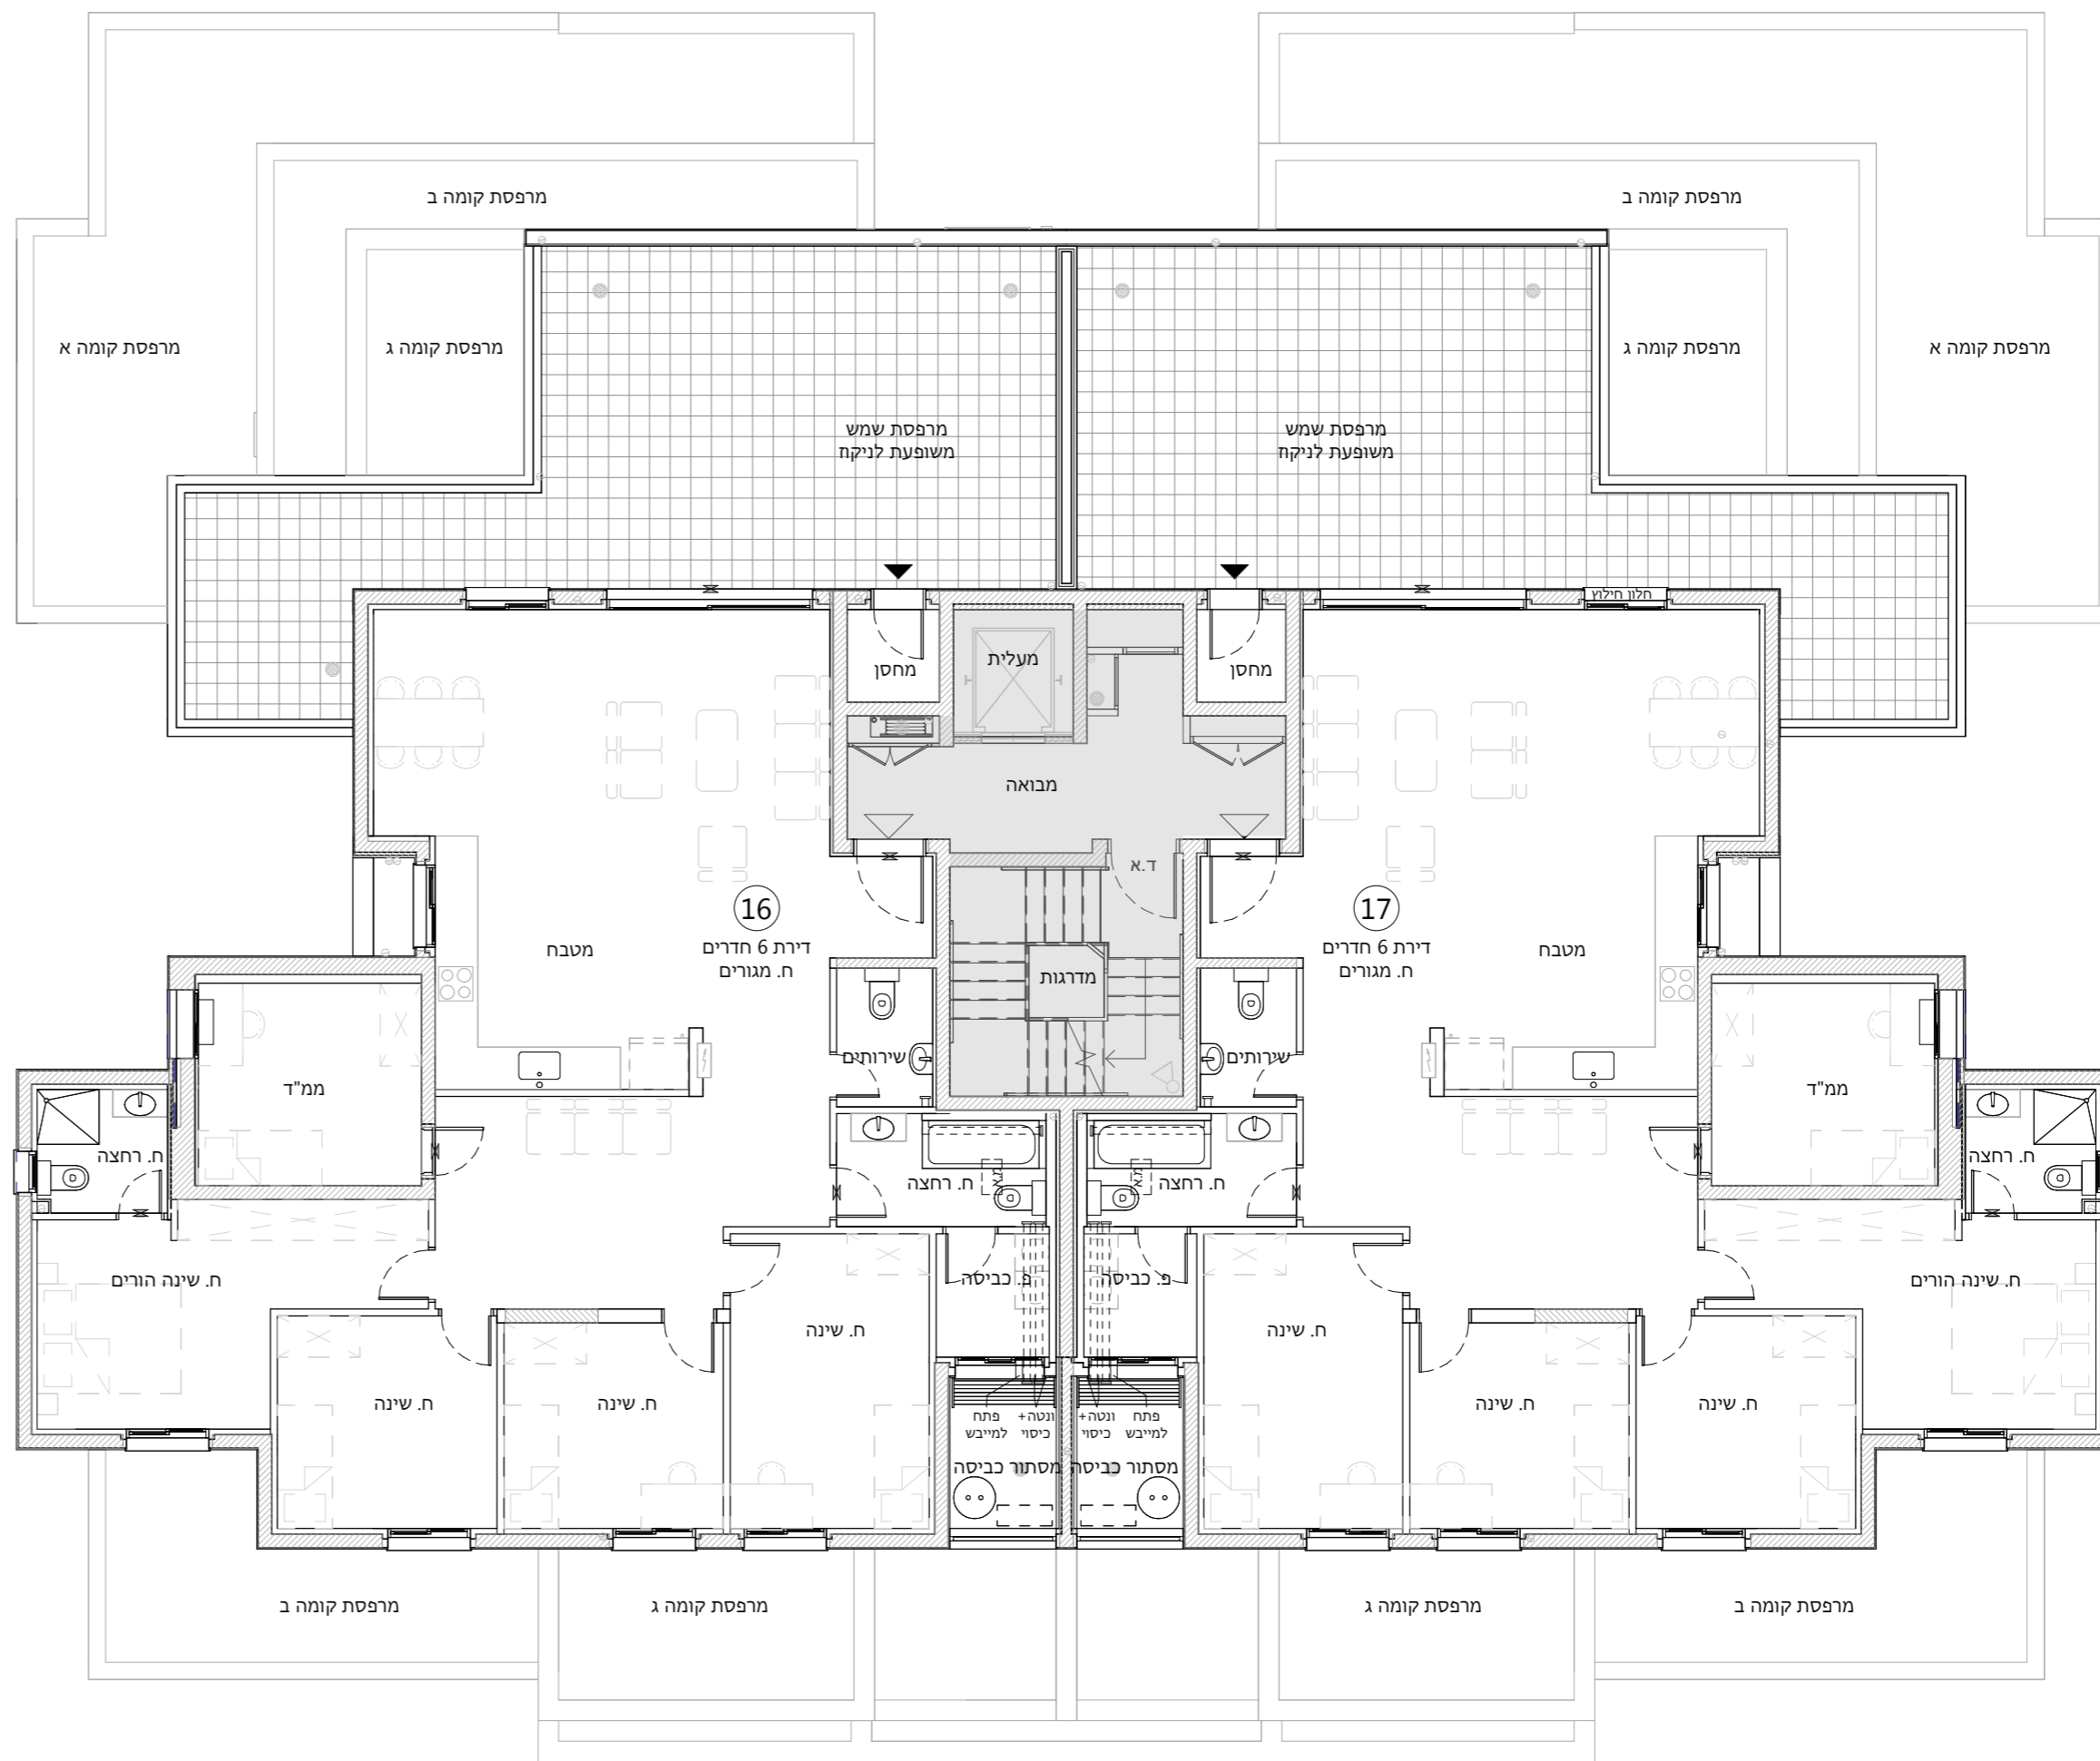 מרפסת קומה ב
מרפסת קומה ב
מרפסת קומה א
מרפסת קומה ג
מרפסת קומה ג
מרפסת קומה א
מרפסת שמש
משופעת לניקוז
מרפסת שמש
משופעת לניקוז
חלון חילוץ
מחסן
מעלית
מחסן
מבואה
ד.א
17
דירת 6 חדרים
ח. מגורים
16
דירת 6 חדרים
ח. מגורים
מטבח
מטבח
מדרגות
שירותים
שירותים
ממ"ד
ממ"ד
ח. רחצה
ח. רחצה
ח. רחצה
ח. רחצה
מ.א
מ.א
ח. שינה הורים
פ. כביסה
פ. כביסה
ח. שינה הורים
ח. שינה
ח. שינה
ח. שינה
ח. שינה
ח. שינה
ח. שינה
פתח
למייבש
ונטה+
כיסוי
ונטה+
כיסוי
פתח
למייבש
מסתור כביסה
מסתור כביסה
מרפסת קומה ב
מרפסת קומה ג
מרפסת קומה ג
מרפסת קומה ב